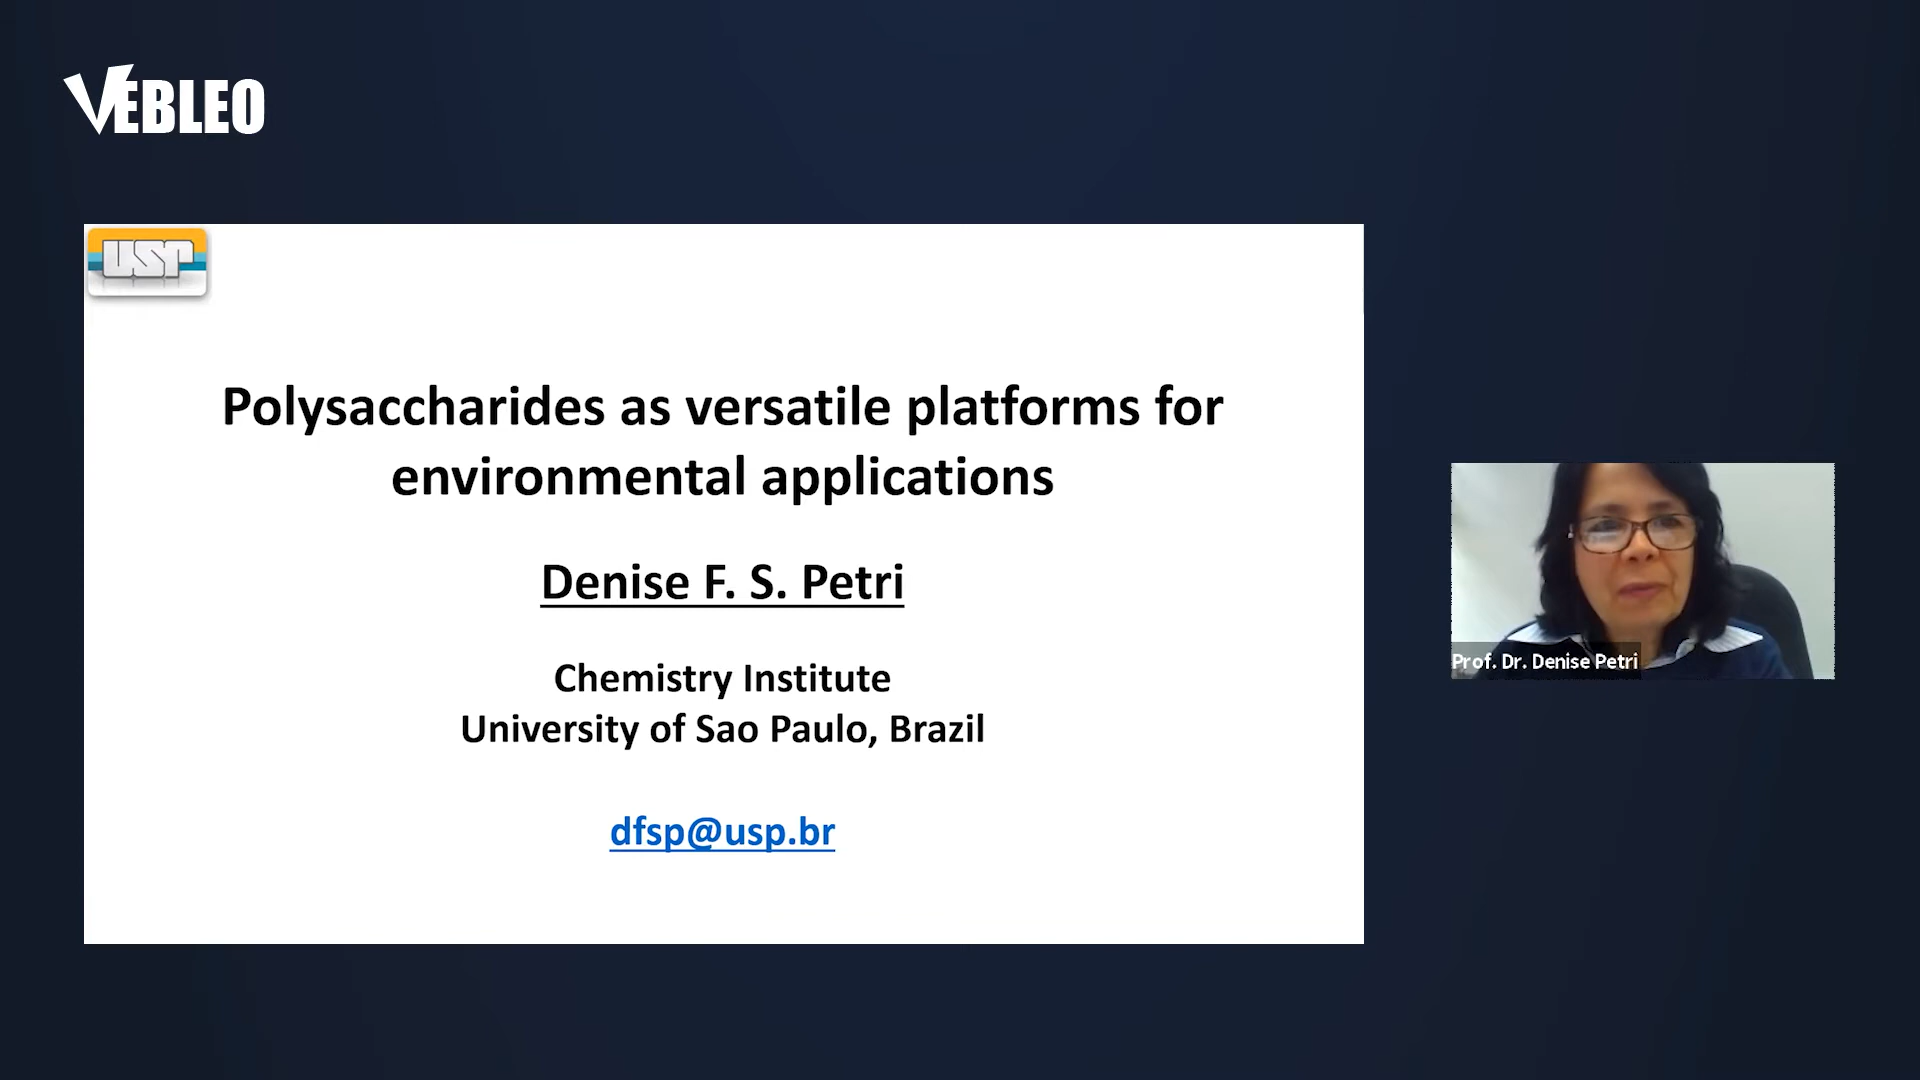 VEBLEO
USP
Polysaccharides as versatile platforms for
environmental applications
Denise F. S. Petri
Chemistry Institute
University of Sao Paulo, Brazil
dfsp@usp.br
Prof. Dr. Denise Petri